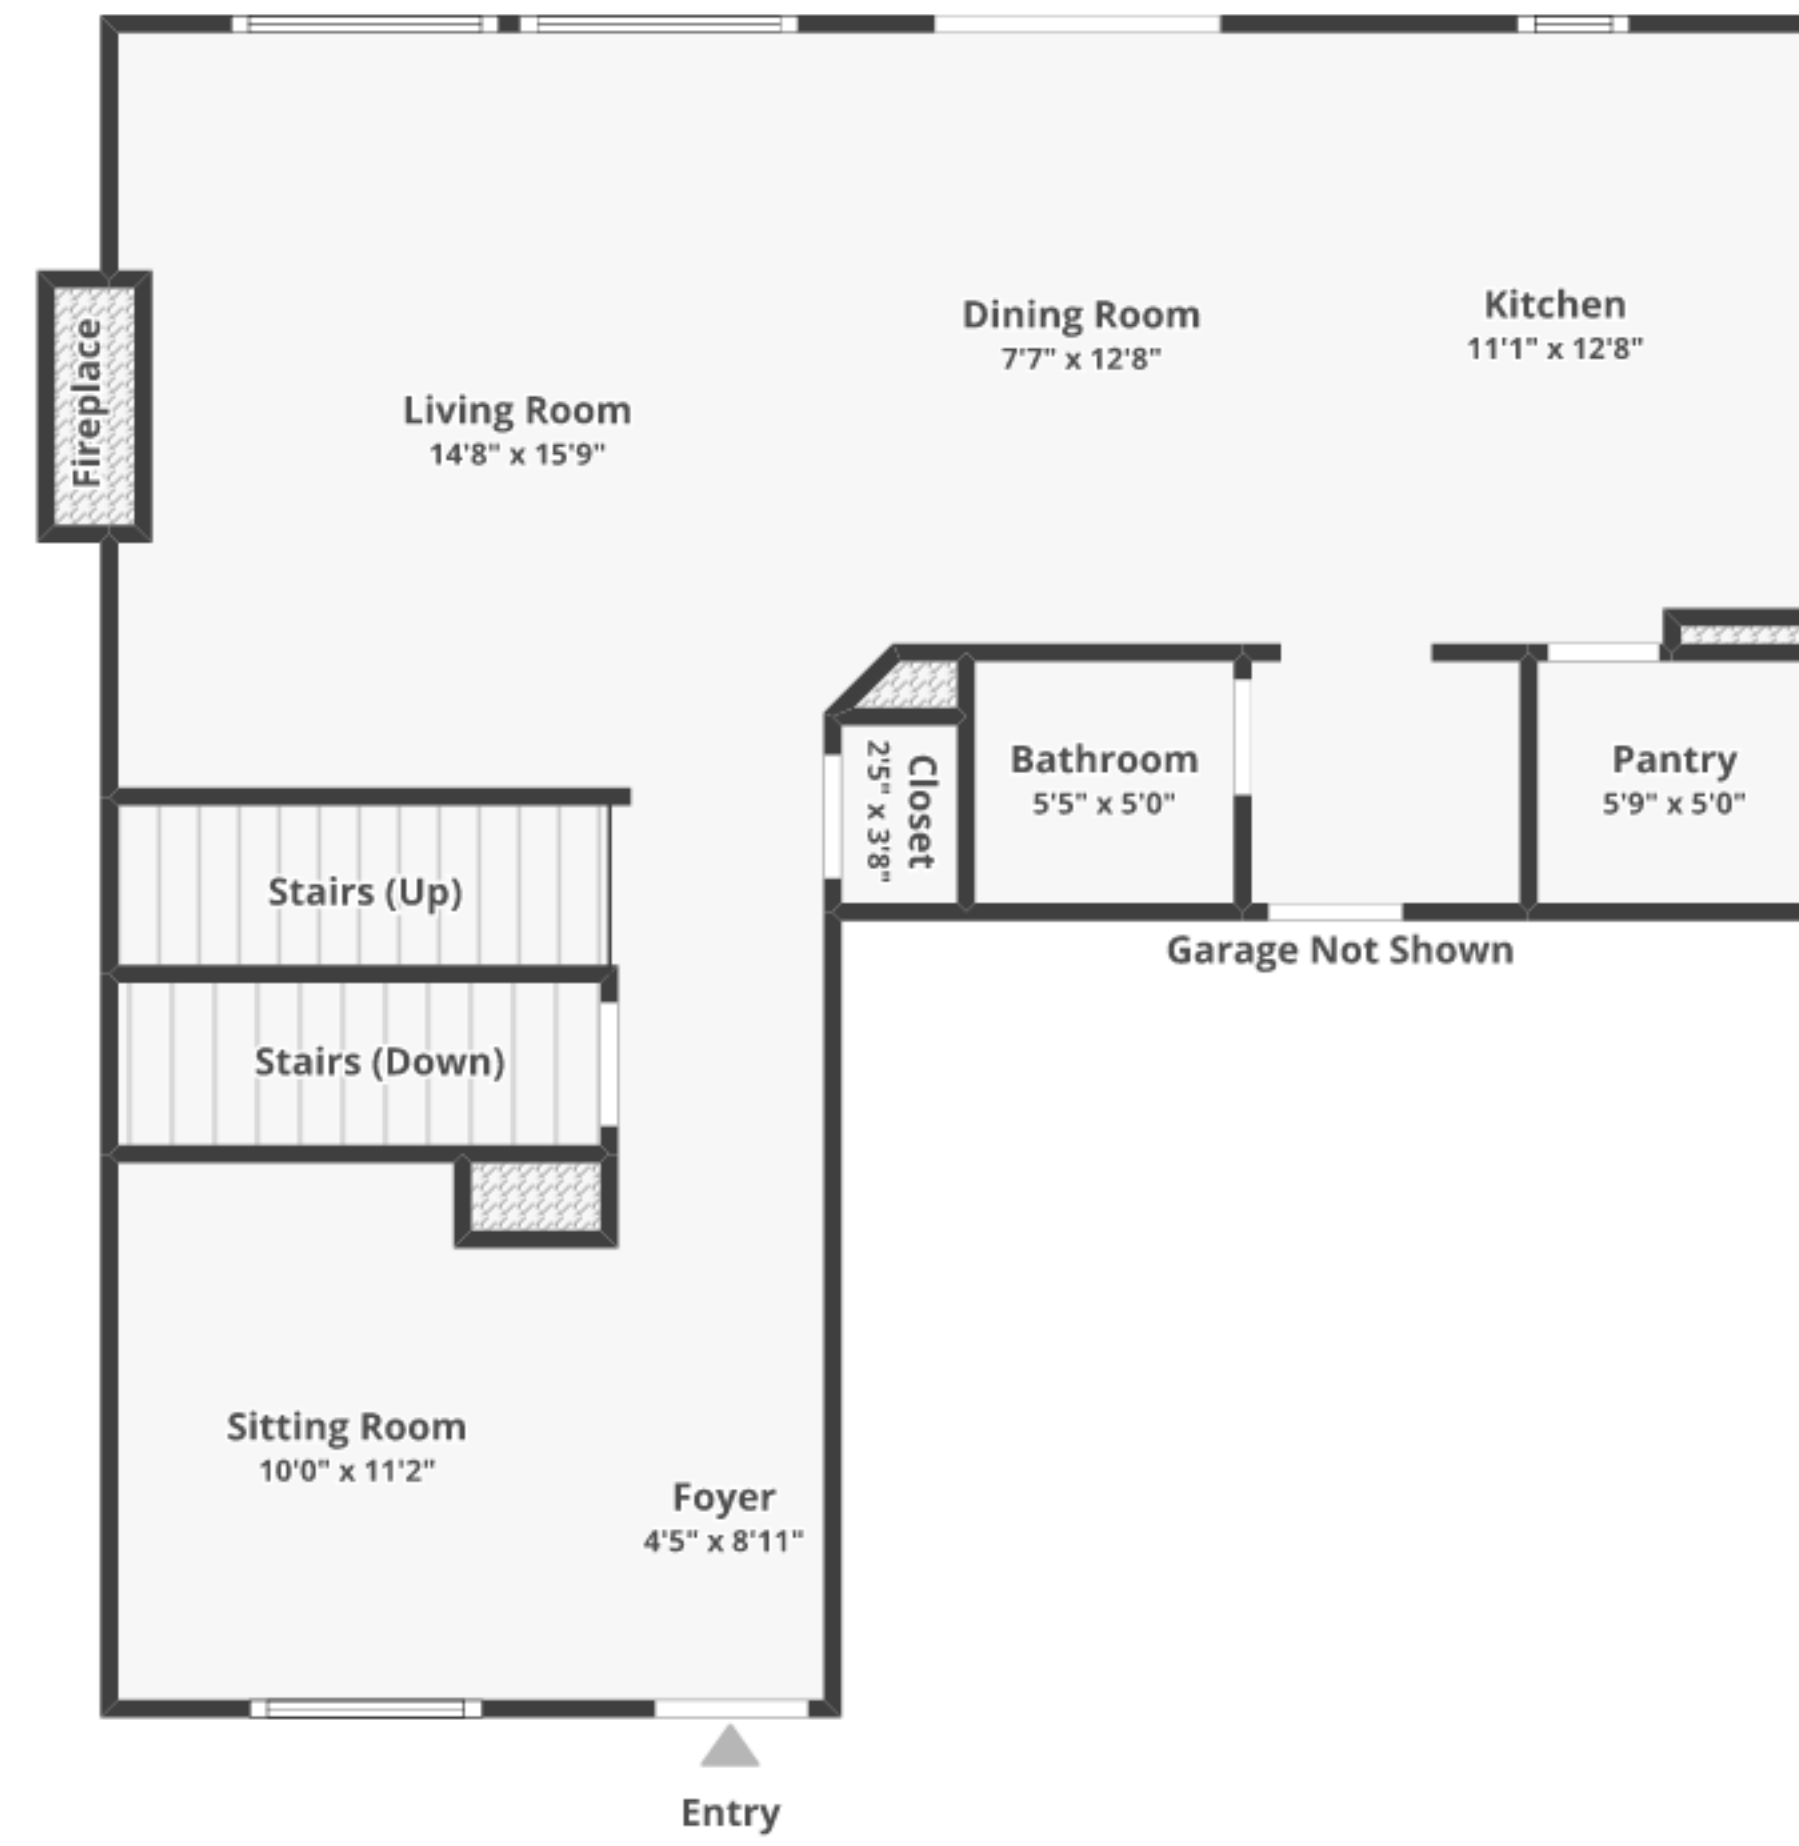 Kitchen
11'1" x 12'8"
Dining Room
7'7" x 12'8"
Living Room
14'8" x 15'9"
Fireplace
Bathroom
5'5" x 5'0"
Pantry
5'9" x 5'0"
Closet
2'5" x 3'8"
Stairs (Up)
Garage Not Shown
Stairs (Down)
Sitting Room
10'0" x 11'2"
Foyer
4'5" x 8'11"
Entry